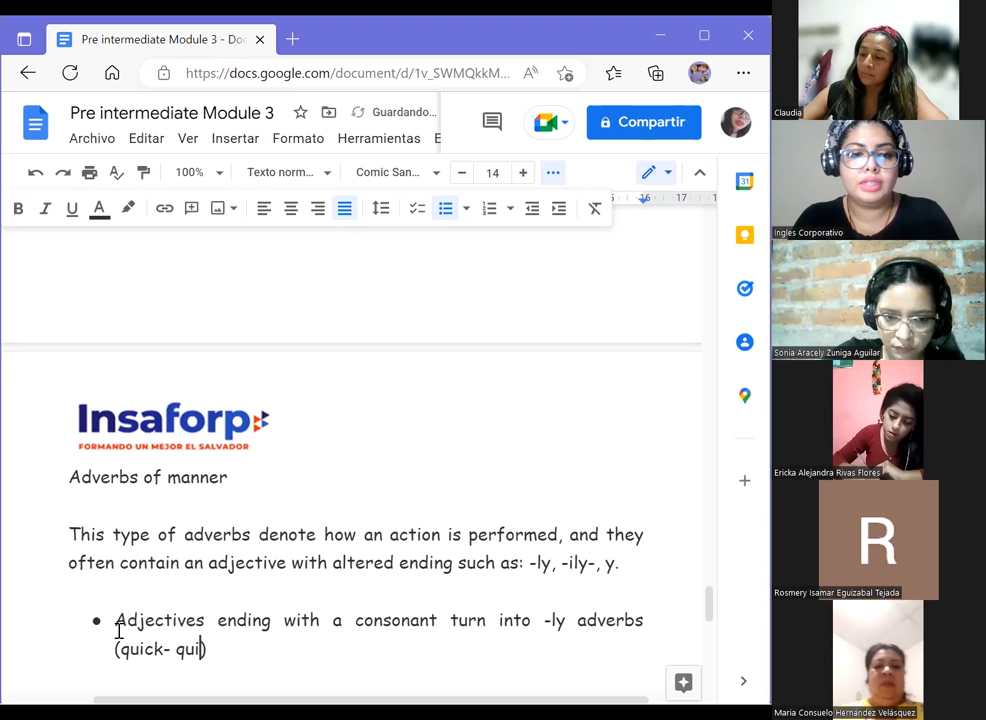 Pre intermediate Module 3 - Doc
https://docs.google.com/document/d/1v_SWMQkkM...
Pre intermediate Module 3
Guardando...
Compartir
Archivo Editar Ver Insertar Formato Herramientas E
100% Texto norm... Comic San... 14
B I U A
16 17 1
31
Insaforp
FORMANDO UN MEJOR EL SALVADOR
Adverbs of manner
This type of adverbs denote how an action is performed, and they
often contain an adjective with altered ending such as: -ly, -ily-, y.
● Adjectives ending with a consonant turn into -ly adverbs
(quick- qui)
Claudia
Ingles Corporativo
Sonia Aracely Zuniga Aguilar
Ericka Alejandra Rivas Flores
R
Rosmery Isamar Eguizabal Tejada
Maria Consuelo Hernandez Velásquez